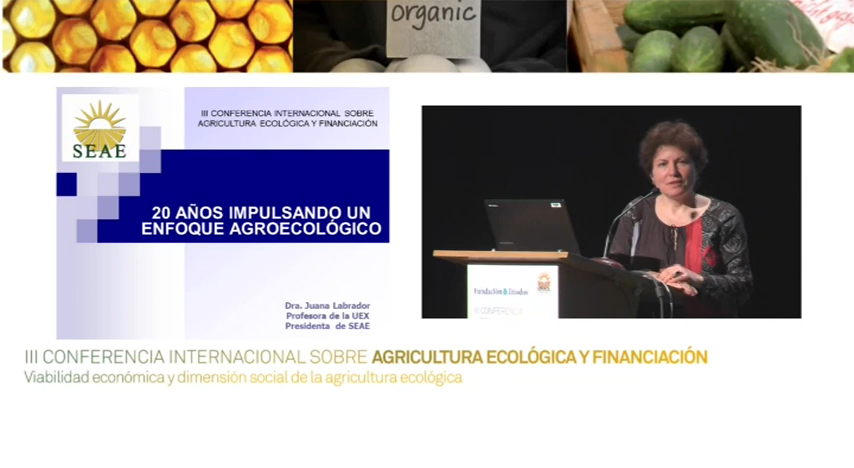 organic
SEAE
III CONFERENCIA INTERNACIONAL SOBRE
AGRICULTURA ECOLÓGICA Y FINANCIACIÓN
20 AÑOS IMPULSANDO UN
ENFOQUE AGROECOLÓGICO
Dra. Juana Labrador
Profesora de la UEX
Presidenta de SEAE
III CONFERENCIA
III CONFERENCIA INTERNACIONAL SOBRE AGRICULTURA ECOLÓGICA Y FINANCIACIÓN
Viabilidad económica y dimensión social de la agricultura ecológica